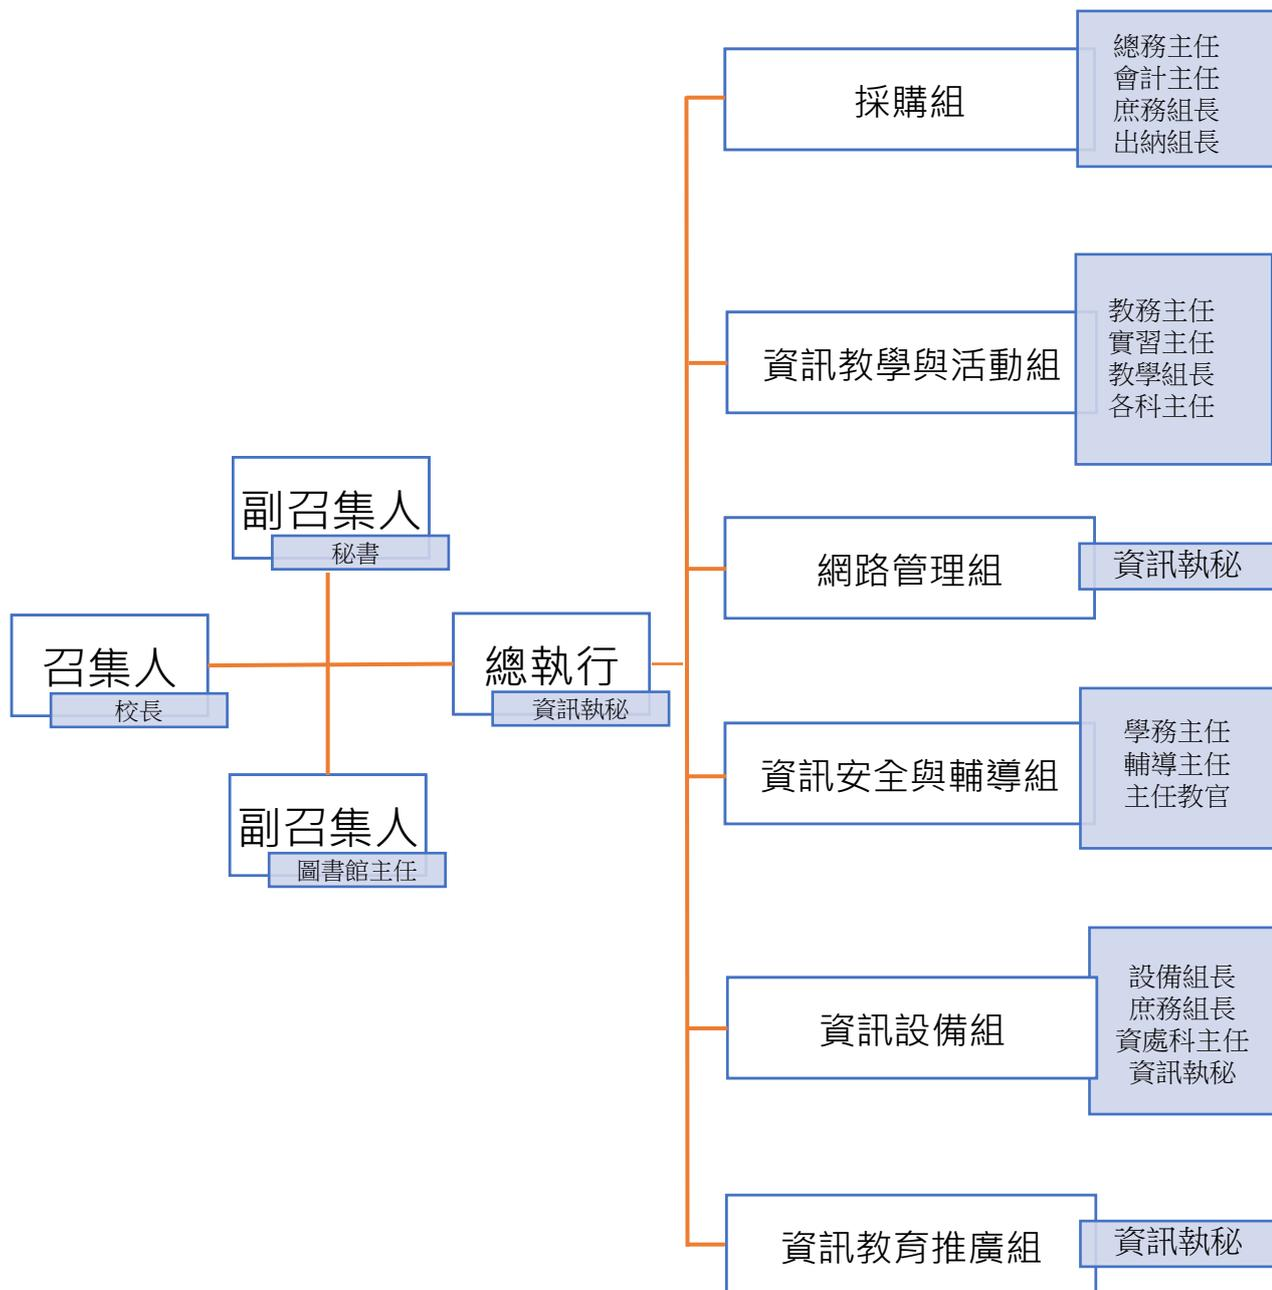 採購組
總務主任
會計主任
庶務組長
出納組長
資訊教學與活動組
教務主任
實習主任
教學組長
各科主任
副召集人
秘書
網路管理組
資訊執秘
召集人
校長
總執行
資訊執秘
資訊安全與輔導組
學務主任
輔導主任
主任教官
副召集人
圖書館主任
資訊設備組
設備組長
庶務組長
資處科主任
資訊執秘
資訊教育推廣組
資訊執秘